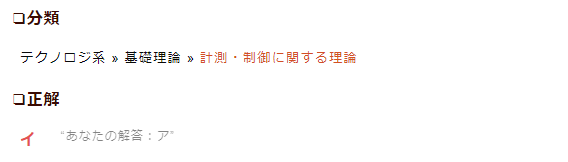 ❏分類
テクノロジ系 » 基礎理論 » 計測・制御に関する理論
❏正解
イ “あなたの解答：ア”